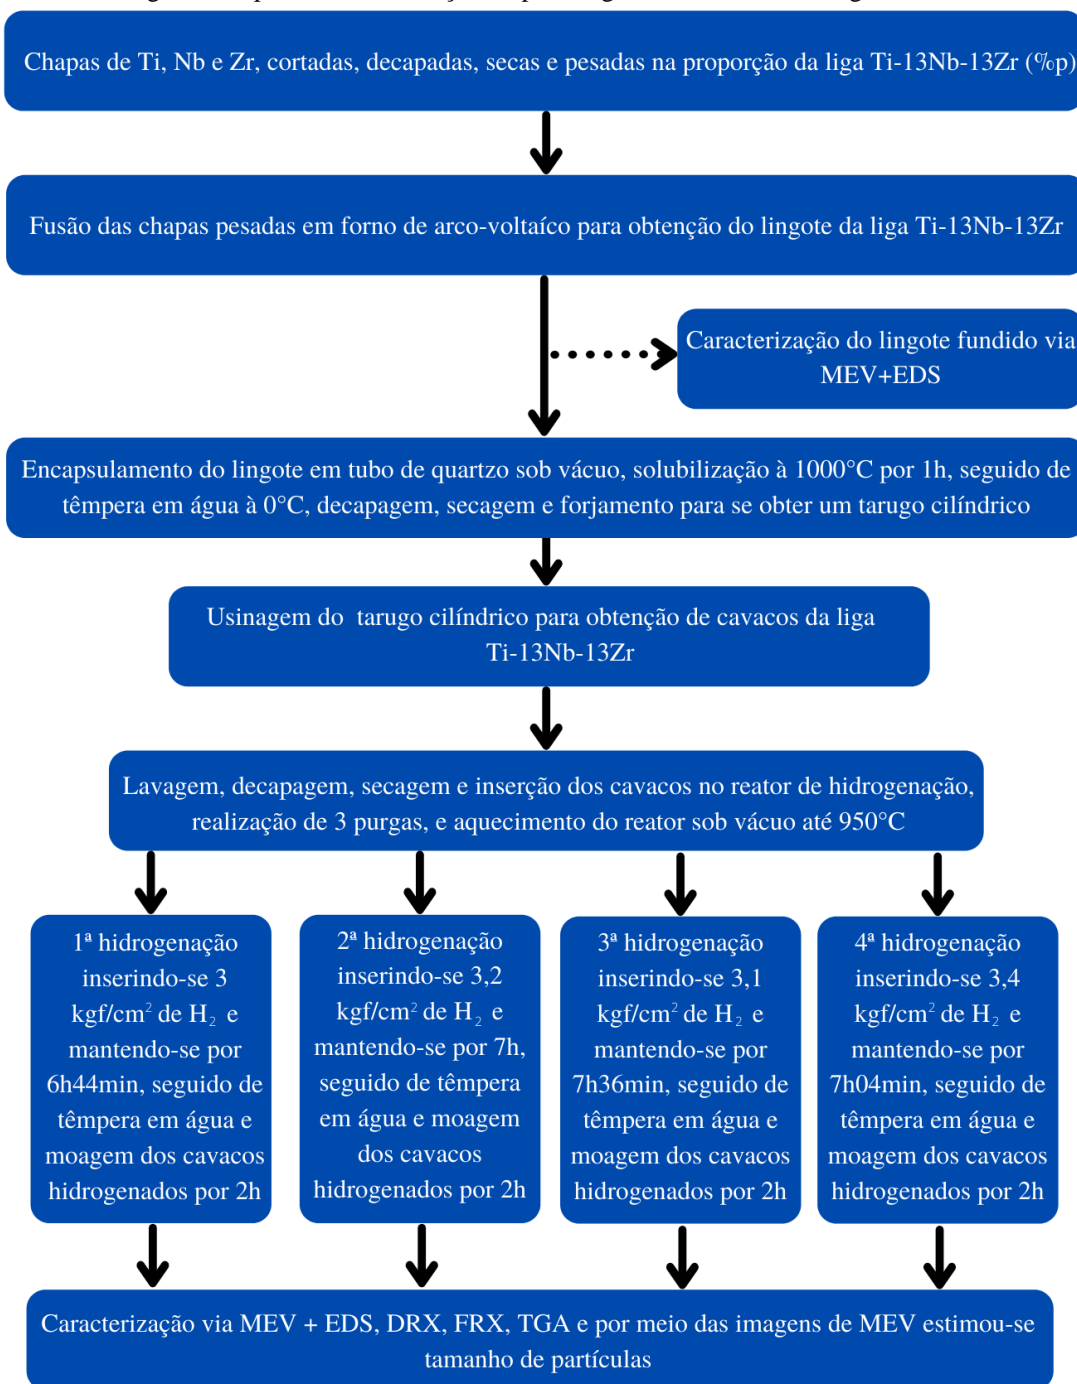 Chapas de Ti, Nb e Zr, cortadas, decapadas, secas e pesadas na proporção da liga Ti-13Nb-13Zr (%p)
Fusão das chapas pesadas em forno de arco-voltaíco para obtenção do lingote da liga Ti-13Nb-13Zr
Caracterização do lingote fundido via
MEV+EDS
Encapsulamento do lingote em tubo de quartzo sob vácuo, solubilização à 1000°C por 1h, seguido de
têmpera em água à 0°C, decapagem, secagem e forjamento para se obter um tarugo cilíndrico
Usinagem do tarugo cilíndrico para obtenção de cavacos da liga
Ti-13Nb-13Zr
Lavagem, decapagem, secagem e inserção dos cavacos no reator de hidrogenação,
realização de 3 purgas, e aquecimento do reator sob vácuo até 950°C
1ª hidrogenação
inserindo-se 3
kgf/cm² de H₂ e
mantendo-se por
6h44min, seguido de
têmpera em água e
moagem dos cavacos
hidrogenados por 2h
2ª hidrogenação
inserindo-se 3,2
kgf/cm² de H₂ e
mantendo-se por 7h,
seguido de têmpera
em água e moagem
dos cavacos
hidrogenados por 2h
3ª hidrogenação
inserindo-se 3,1
kgf/cm² de H₂ e
mantendo-se por
7h36min, seguido de
têmpera em água e
moagem dos cavacos
hidrogenados por 2h
4ª hidrogenação
inserindo-se 3,4
kgf/cm² de H₂ e
mantendo-se por
7h04min, seguido de
têmpera em água e
moagem dos cavacos
hidrogenados por 2h
Caracterização via MEV + EDS, DRX, FRX, TGA e por meio das imagens de MEV estimou-se
tamanho de partículas